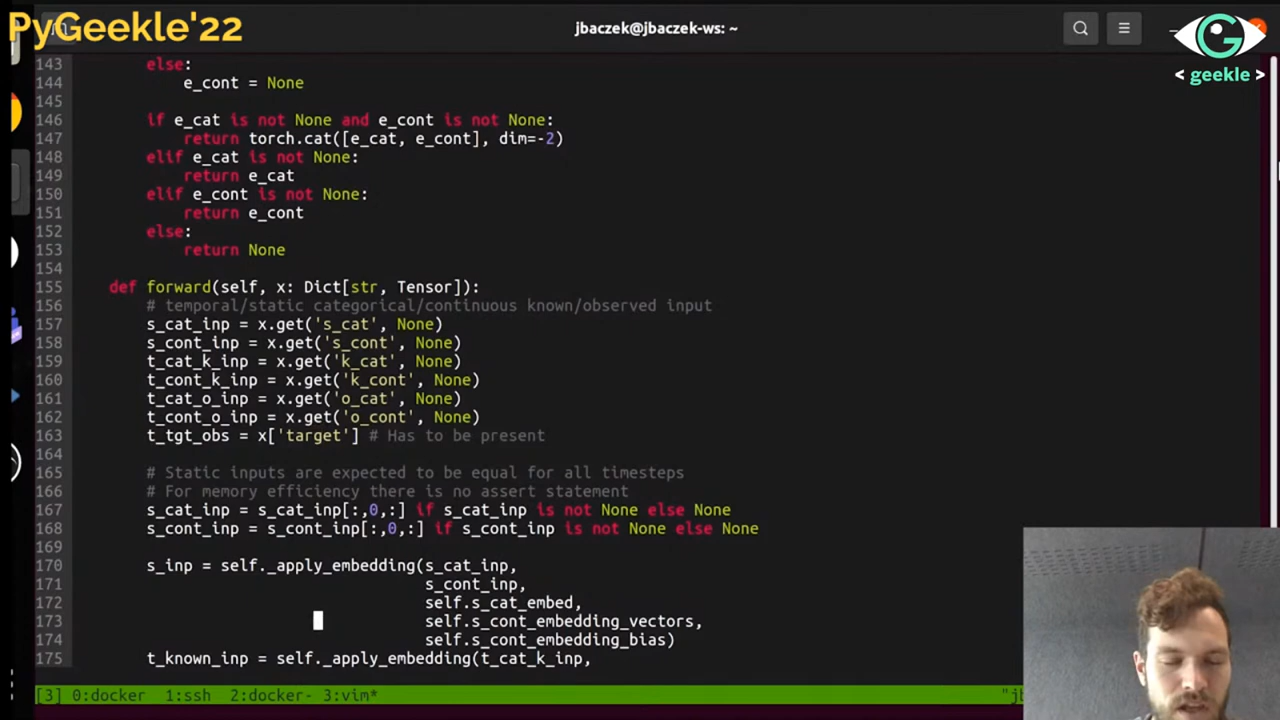 PyGeekle'22
jbaczek@jbaczek-ws: ~
G
< geekle >
143 else:
144 e_cont = None
145
146 if e_cat is not None and e_cont is not None:
147 return torch.cat([e_cat, e_cont], dim=-2)
148 elif e_cat is not None:
149 return e_cat
150 elif e_cont is not None:
151 return e_cont
152 else:
153 return None
154
155 def forward(self, x: Dict[str, Tensor]):
156 # temporal/static categorical/continuous known/observed input
157 s_cat_inp = x.get('s_cat', None)
158 s_cont_inp = x.get('s_cont', None)
159 t_cat_k_inp = x.get('k_cat', None)
160 t_cont_k_inp = x.get('k_cont', None)
161 t_cat_o_inp = x.get('o_cat', None)
162 t_cont_o_inp = x.get('o_cont', None)
163 t_tgt_obs = x['target'] # Has to be present
164
165 # Static inputs are expected to be equal for all timesteps
166 # For memory efficiency there is no assert statement
167 s_cat_inp = s_cat_inp[:,0,:] if s_cat_inp is not None else None
168 s_cont_inp = s_cont_inp[:,0,:] if s_cont_inp is not None else None
169
170 s_inp = self._apply_embedding(s_cat_inp,
171 s_cont_inp,
172 self.s_cat_embed,
173 self.s_cont_embedding_vectors,
174 self.s_cont_embedding_bias)
175 t_known_inp = self._apply_embedding(t_cat_k_inp,
[3] 0:docker 1:ssh 2:docker- 3:vim* "jb